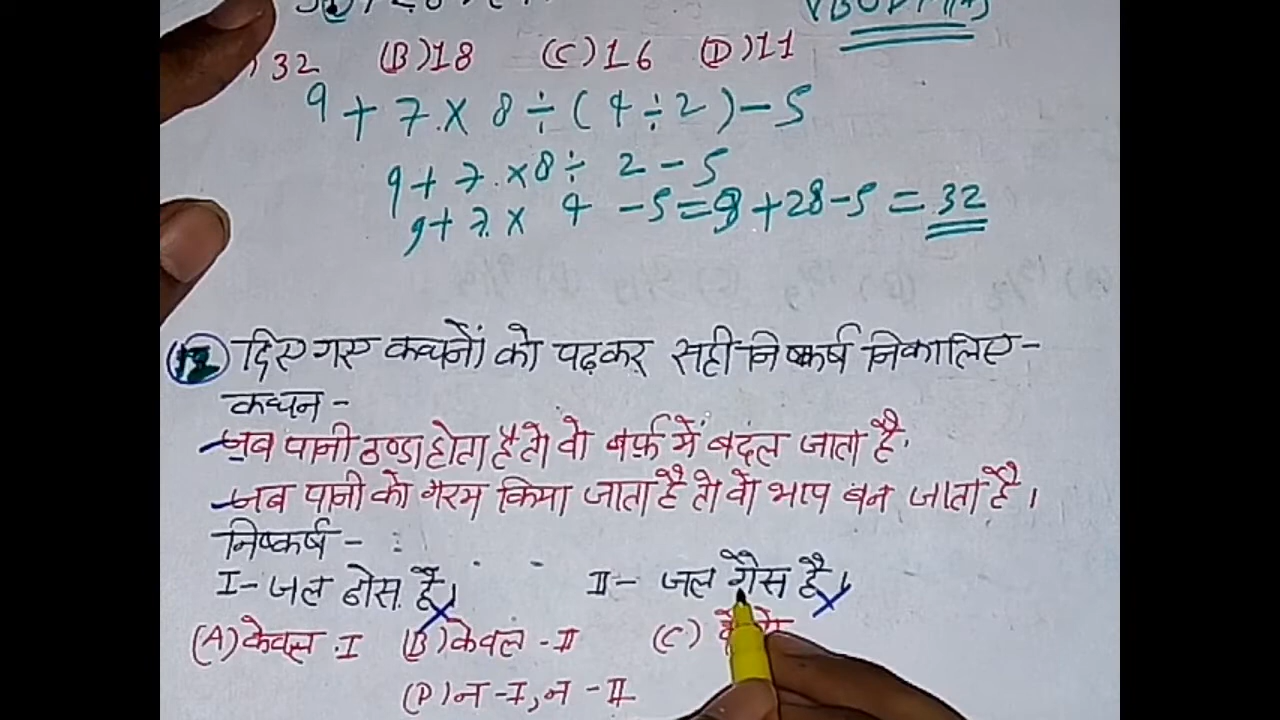 32 (B)18 (C)16 (D)11
9 + 7 × 8 ÷ (4 ÷ 2) - 5
9 + 7 × 8 ÷ 2 - 5
9 + 7 × 4 - 5 = 9 + 28 - 5 = 32
12 दिए गए कथनों को पढ़कर सही निष्कर्ष निकालिए -
कथन -
जब पानी ठण्डा होता है तो वो बर्फ़ में बदल जाता है.
जब पानी को गरम किया जाता है तो वो भाप बन जाता है।
निष्कर्ष -
I - जल ठोस है। II - जल गैस है।
(A) केवल I (B) केवल - II (C)
(D) न - I, न - II